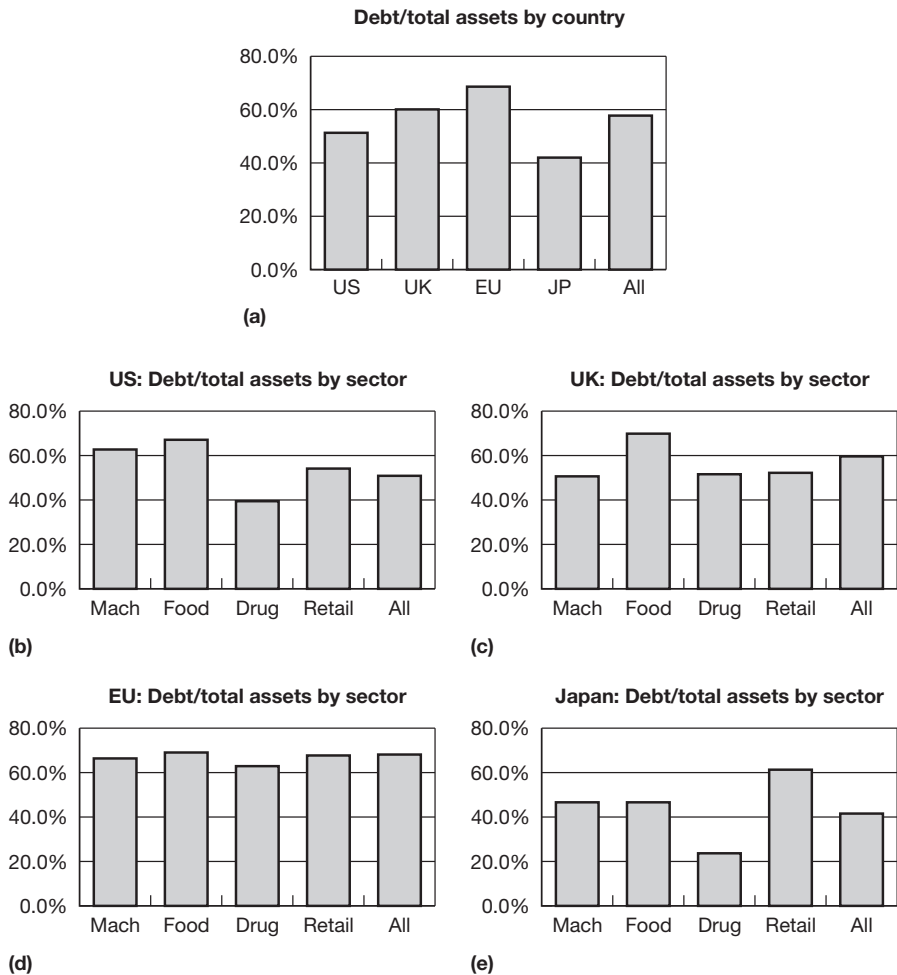 Debt/total assets by country
80.0%
60.0%
40.0%
20.0%
0.0%
US UK EU JP All
(a)
US: Debt/total assets by sector
80.0%
60.0%
40.0%
20.0%
0.0%
Mach Food Drug Retail All
(b)
UK: Debt/total assets by sector
80.0%
60.0%
40.0%
20.0%
0.0%
Mach Food Drug Retail All
(c)
EU: Debt/total assets by sector
80.0%
60.0%
40.0%
20.0%
0.0%
Mach Food Drug Retail All
(d)
Japan: Debt/total assets by sector
80.0%
60.0%
40.0%
20.0%
0.0%
Mach Food Drug Retail All
(e)